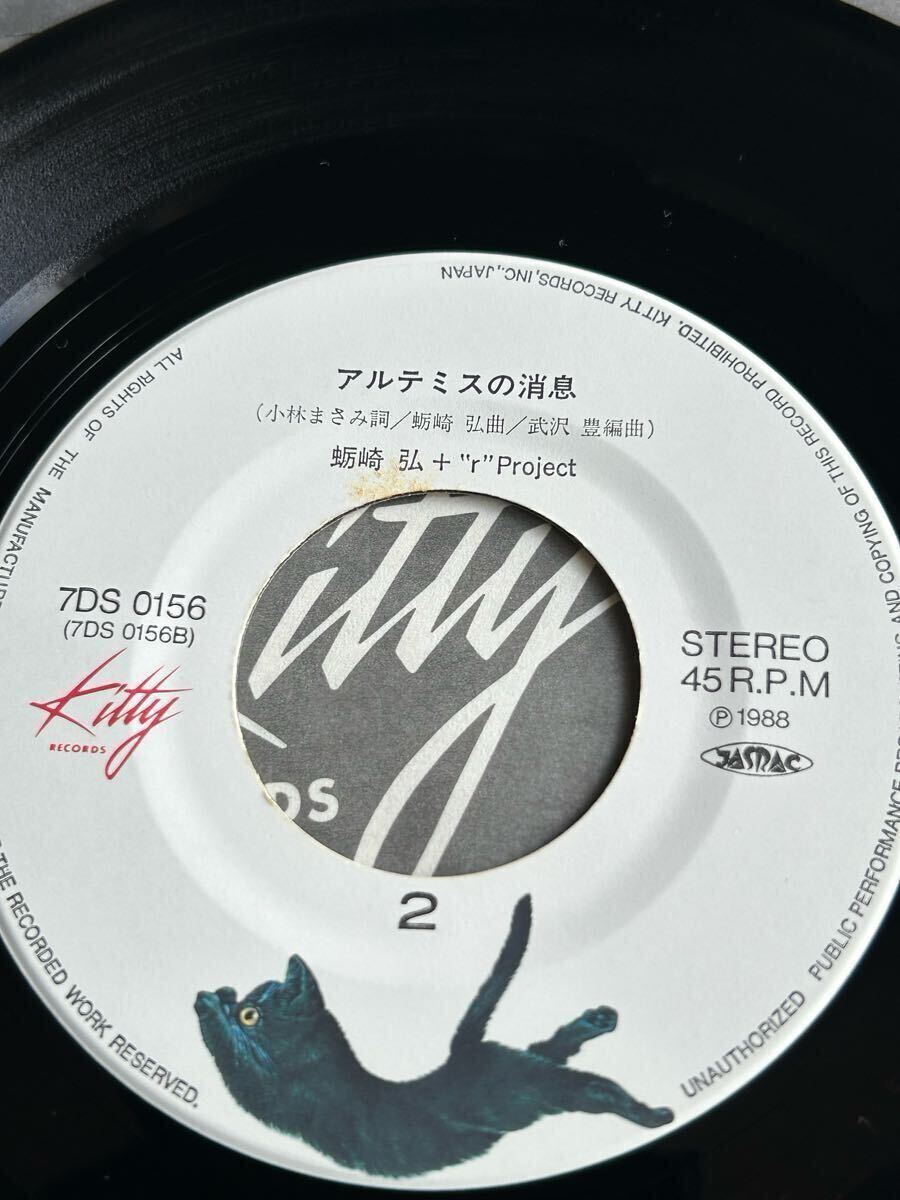 アルテミスの消息
(小林まさみ詞/蛎崎 弘曲/武沢 豊編曲)
蛎崎 弘+"r"Project
7DS 0156
(7DS 0156B)
Kitty
RECORDS
STEREO
45 R.P.M
Ⓟ1988
JASRAC
Kitty
DS
2
ALL RIGHTS OF THE MANUFACTURE
THE RECORDED WORK RESERVED.
UNAUTHORIZED PUBLIC PERFORMANCE
AND COPYING OF THIS RECORD PROHIBITED. KITTY RECORDS, INC., JAPAN